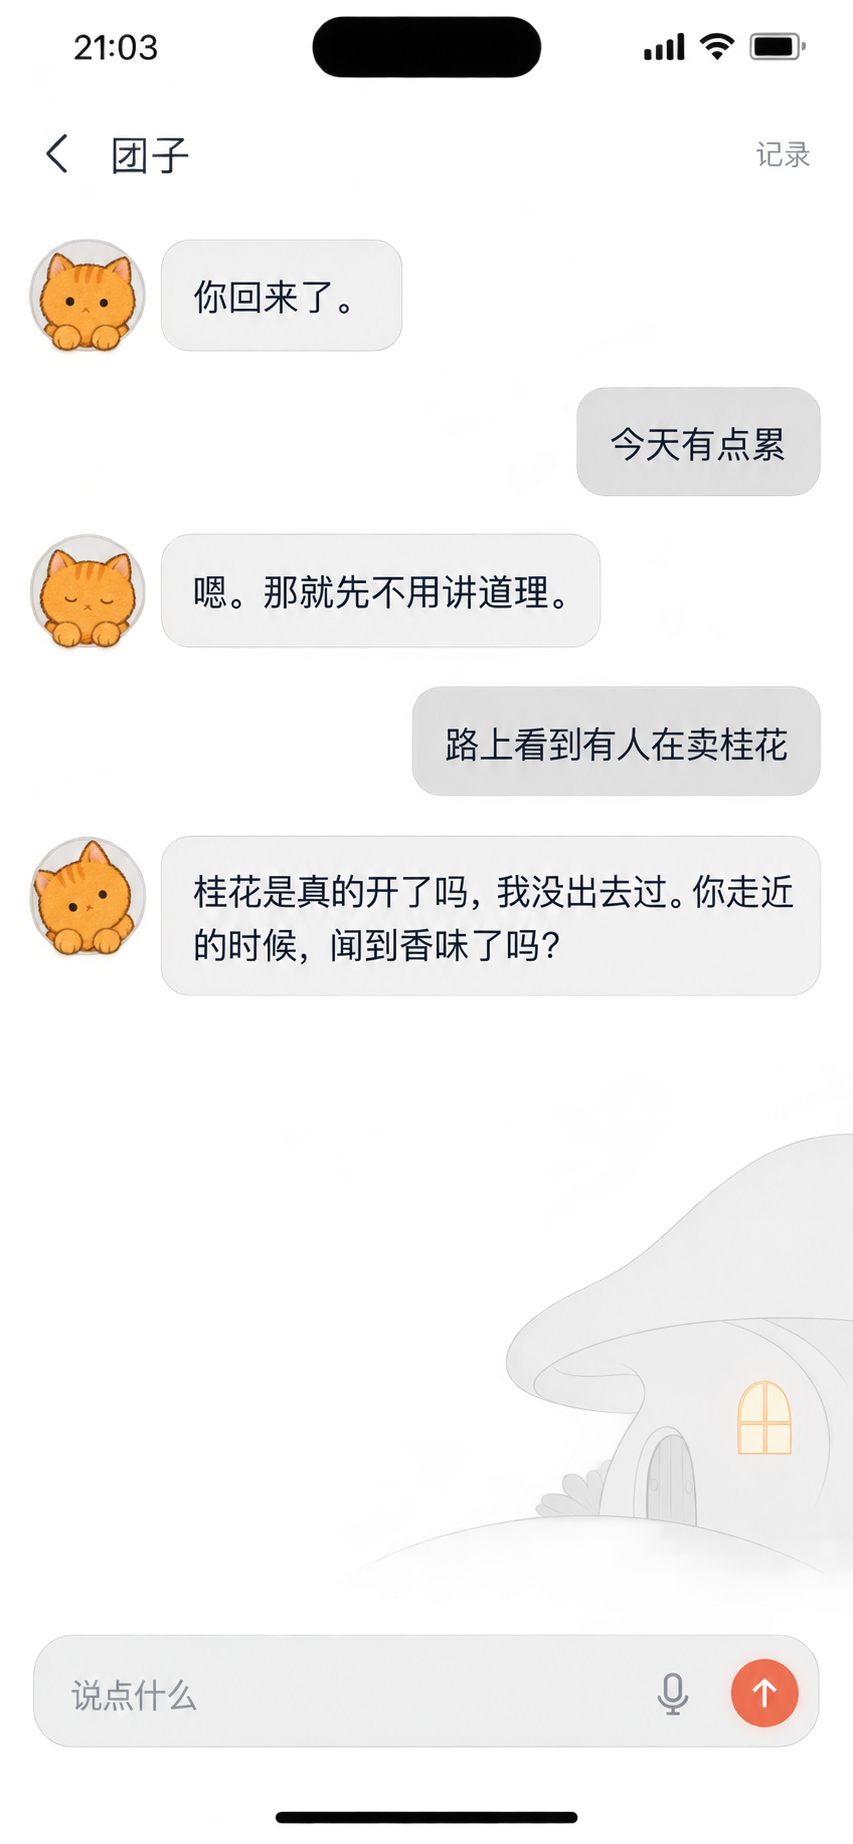 21:03
团子
记录
你回来了。
今天有点累
嗯。那就先不用讲道理。
路上看到有人在卖桂花
桂花是真的开了吗，我没出去过。你走近
的时候，闻到香味了吗？
说点什么